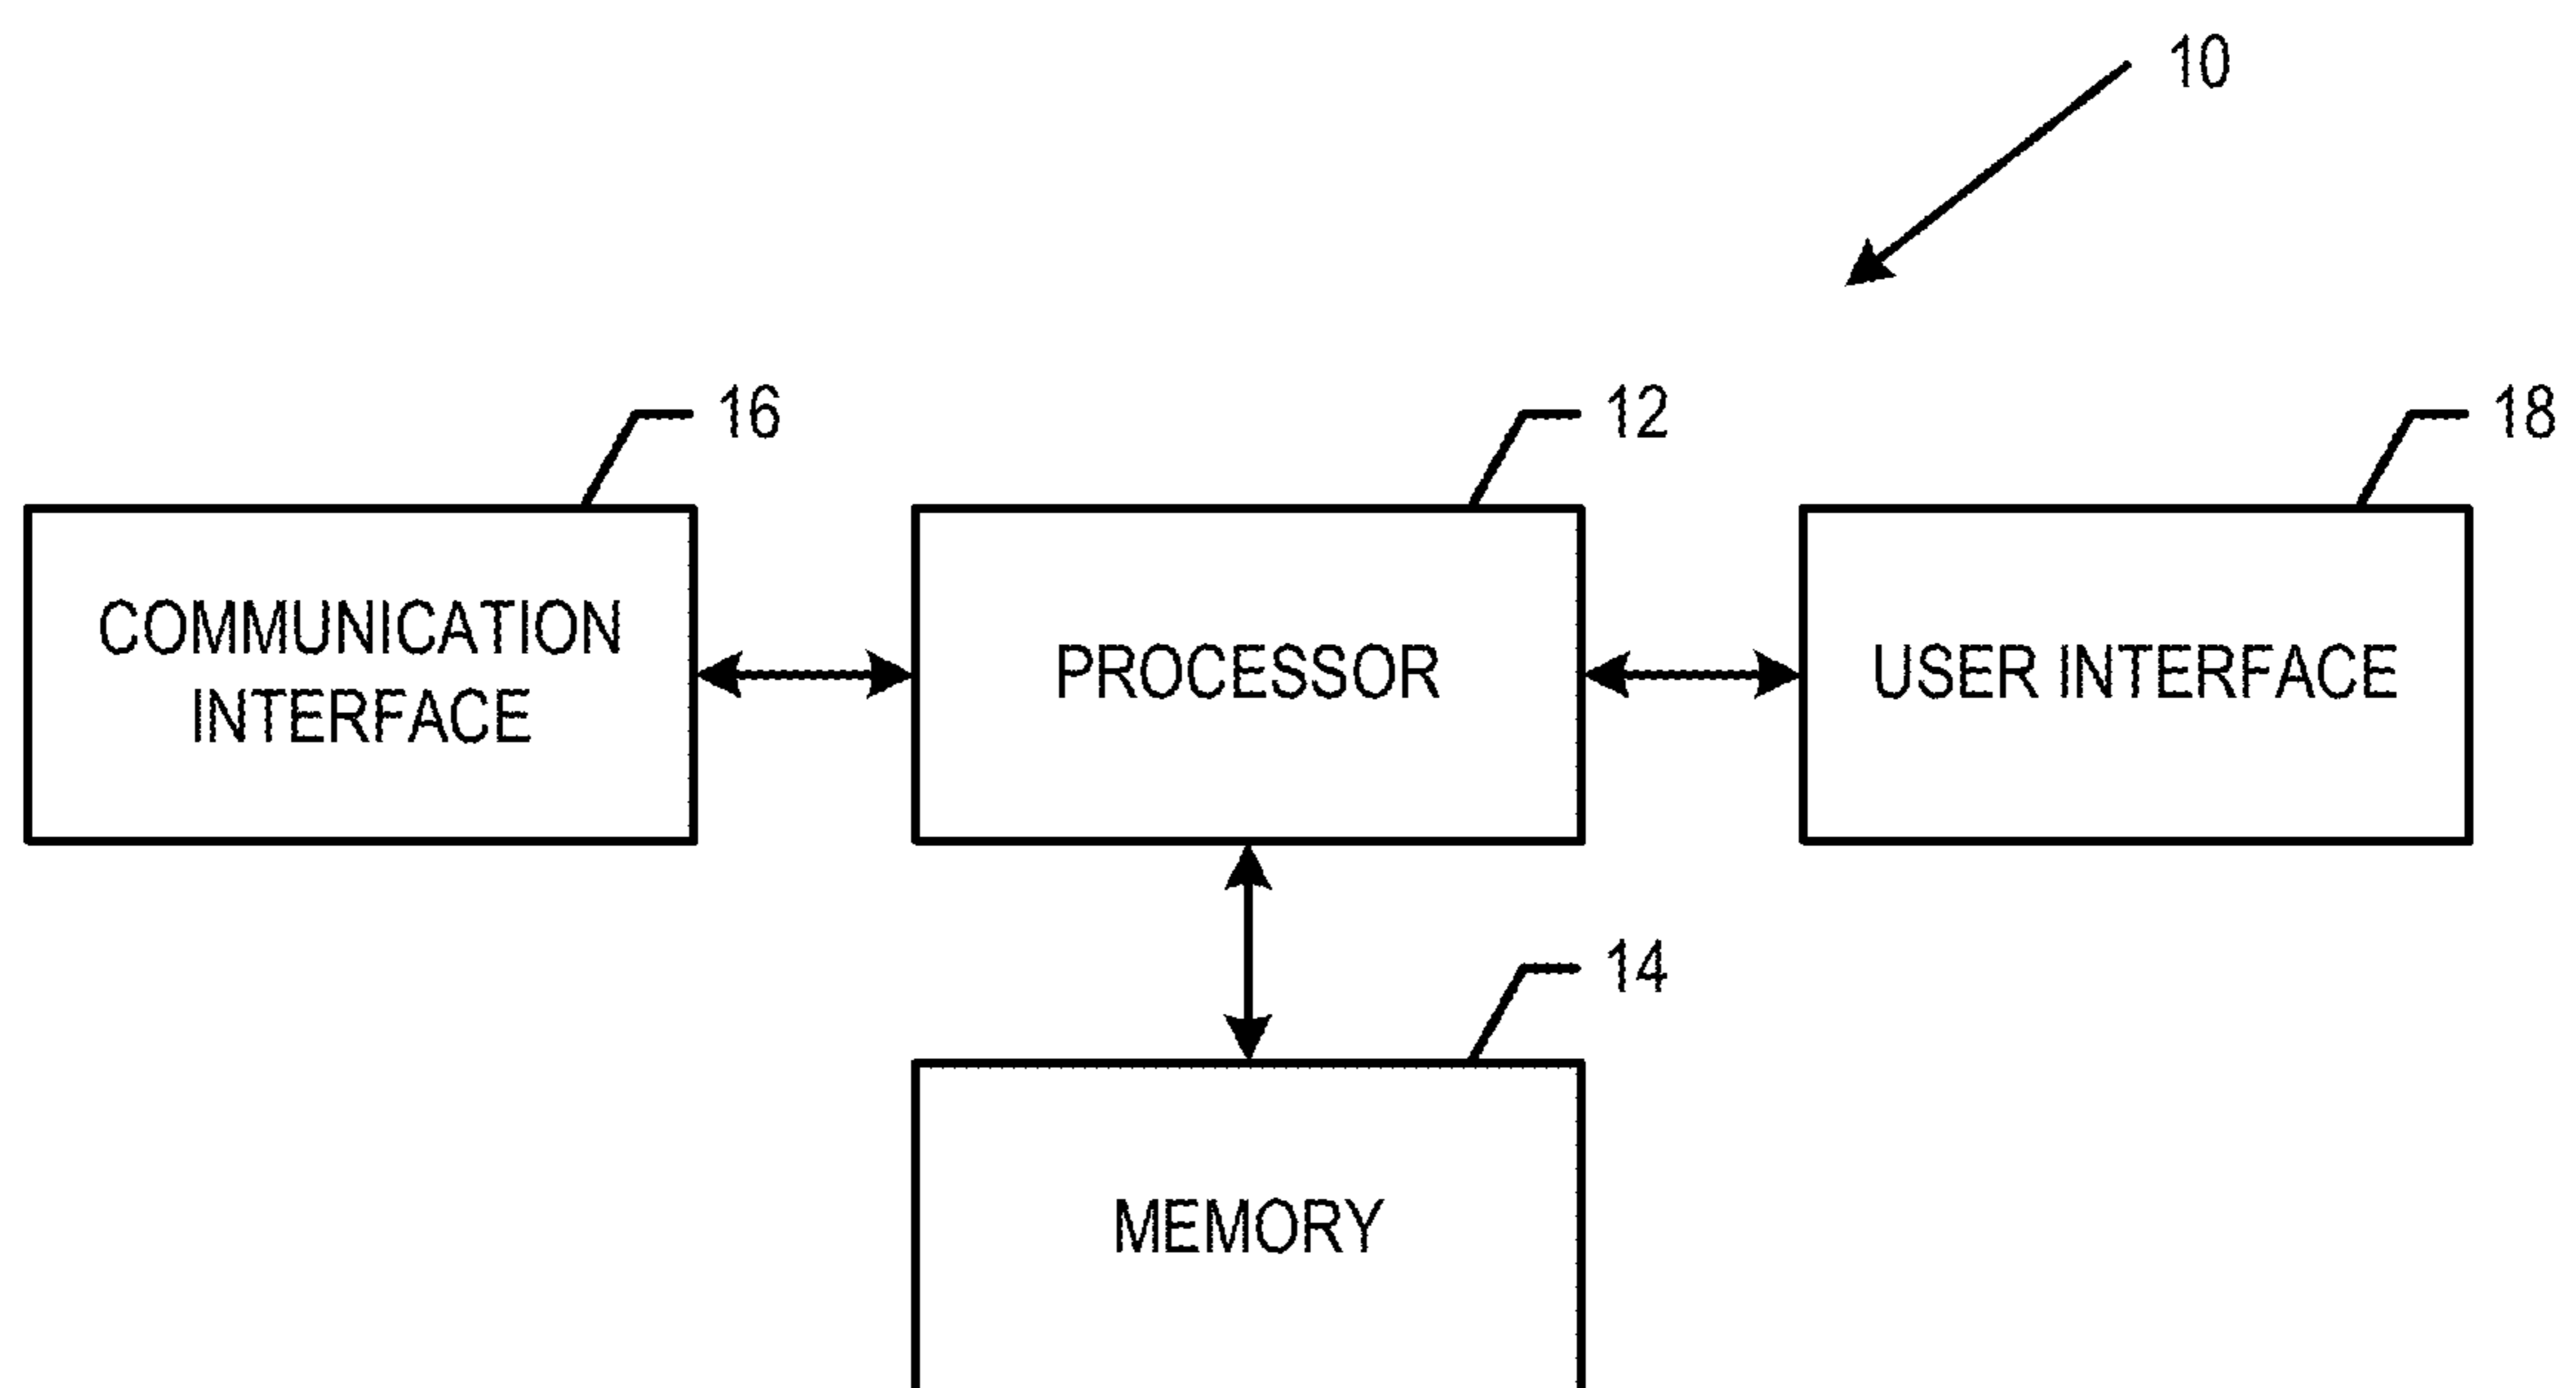 10
16
12
18
COMMUNICATION
INTERFACE
PROCESSOR
USER INTERFACE
14
MEMORY